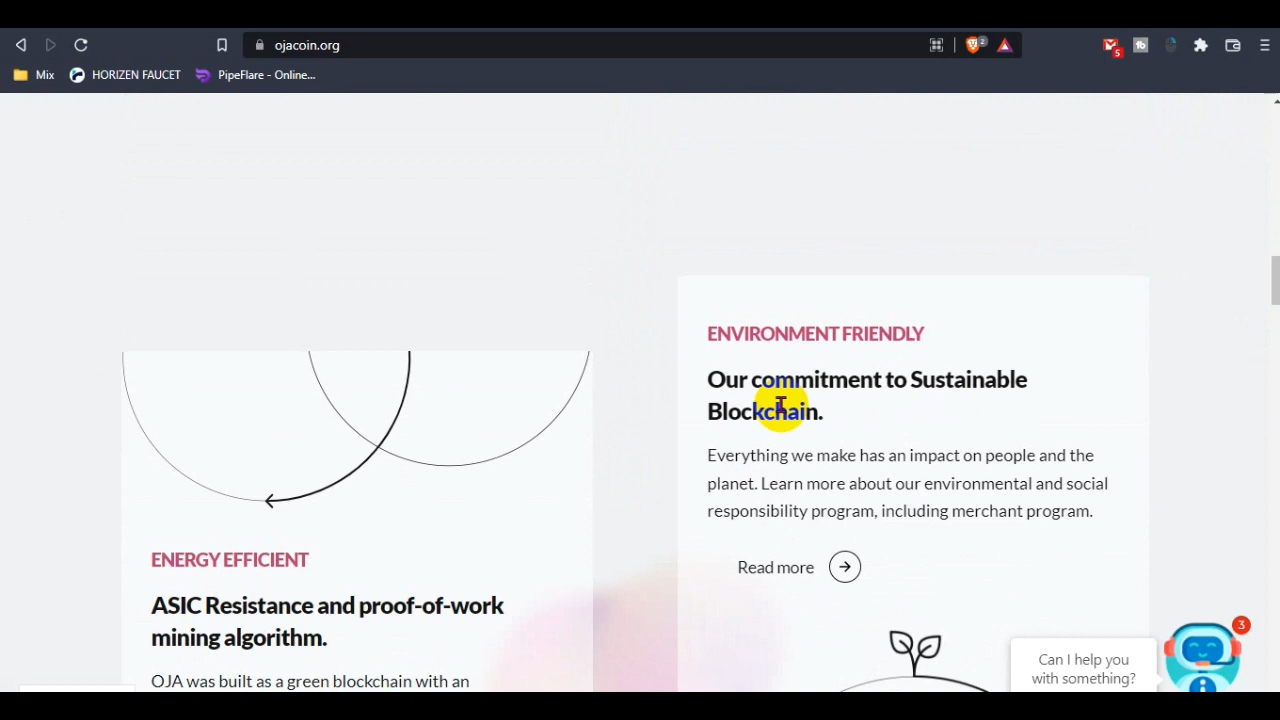 ojacoin.org
2
5
Mix
HORIZEN FAUCET
PipeFlare - Online...
ENVIRONMENT FRIENDLY
Our commitment to Sustainable
Blockchain.
Everything we make has an impact on people and the
planet. Learn more about our environmental and social
responsibility program, including merchant program.
Read more
ENERGY EFFICIENT
ASIC Resistance and proof-of-work
mining algorithm.
OJA was built as a green blockchain with an
3
Can I help you
with something?